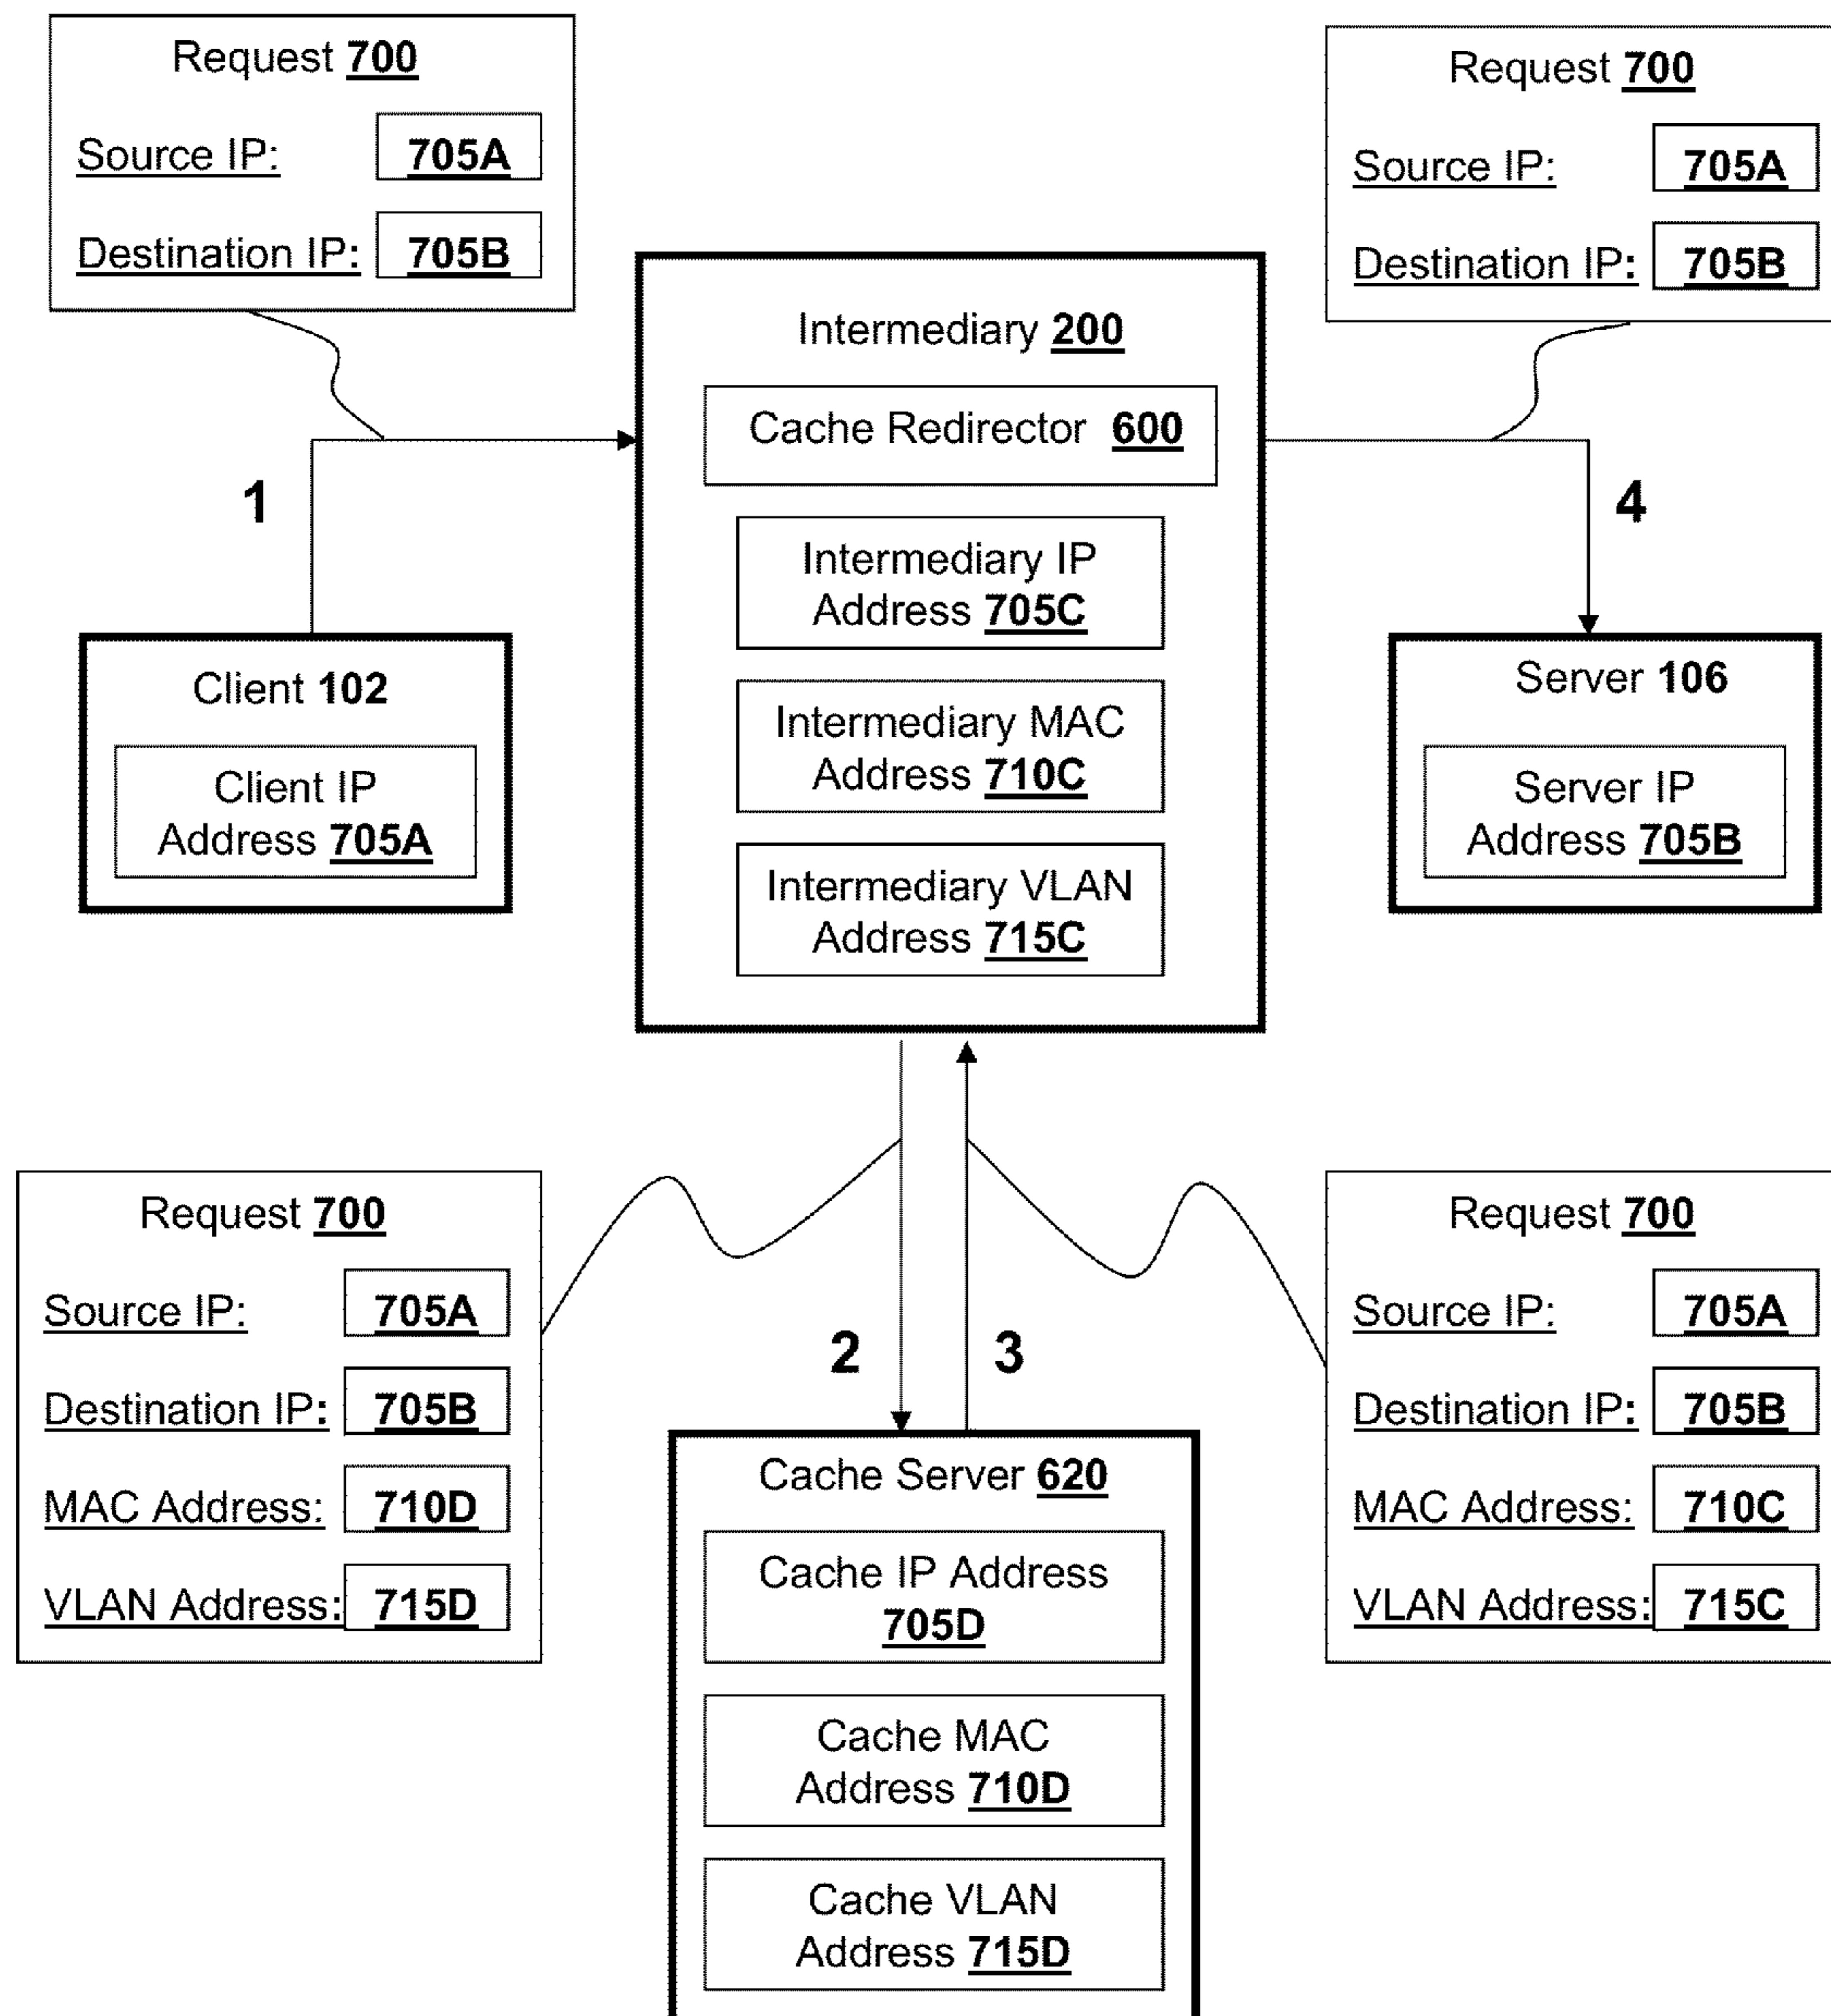 Request 700
Source IP: 705A
Destination IP: 705B
Request 700
Source IP: 705A
Destination IP: 705B
Intermediary 200
Cache Redirector 600
Intermediary IP
Address 705C
Intermediary MAC
Address 710C
Intermediary VLAN
Address 715C
1
4
Client 102
Client IP
Address 705A
Server 106
Server IP
Address 705B
Request 700
Source IP: 705A
Destination IP: 705B
MAC Address: 710D
VLAN Address: 715D
2
3
Request 700
Source IP: 705A
Destination IP: 705B
MAC Address: 710C
VLAN Address: 715C
Cache Server 620
Cache IP Address
705D
Cache MAC
Address 710D
Cache VLAN
Address 715D